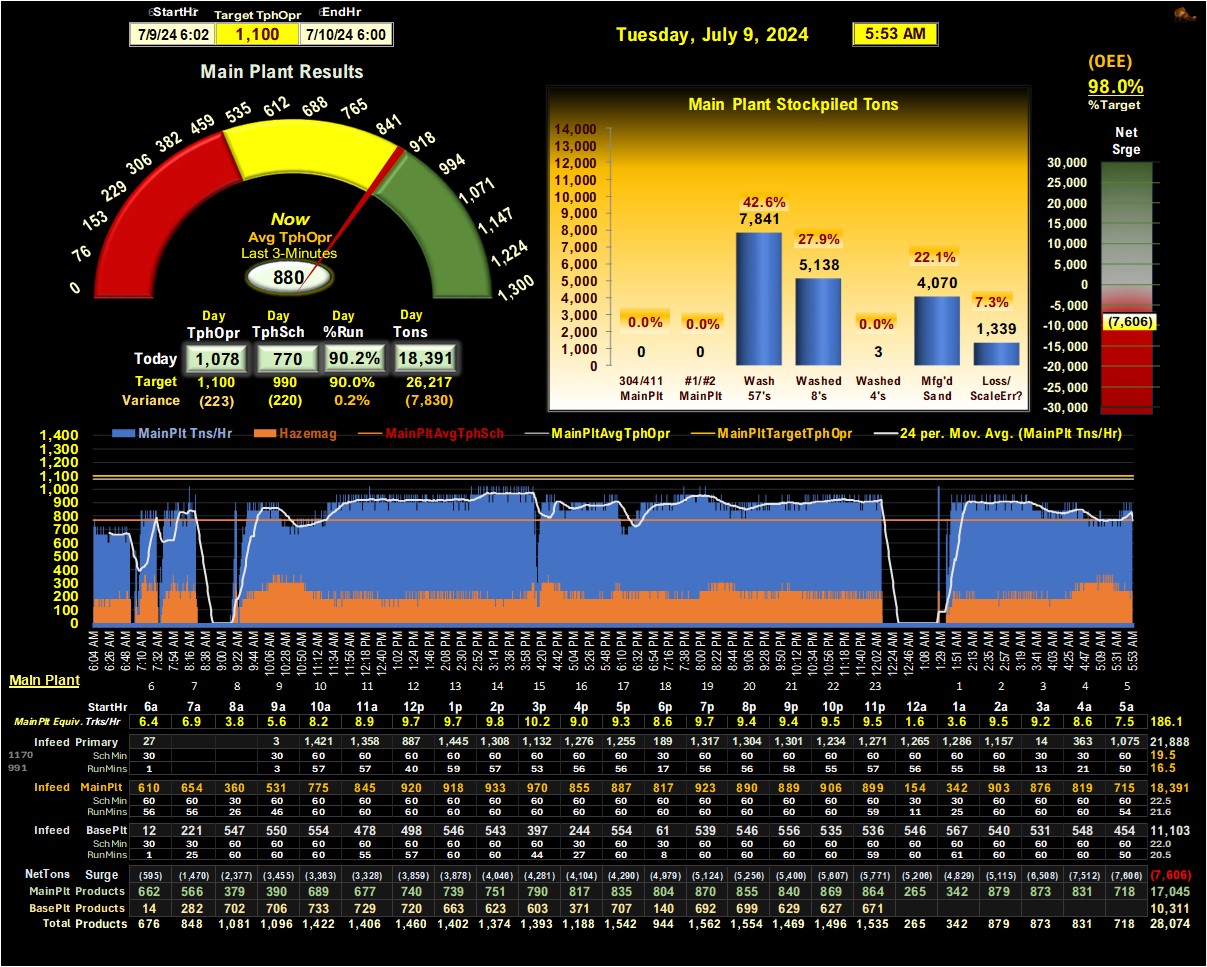 StartHr Target TphOpr EndHr
7/9/24 6:02 1,100 7/10/24 6:00
Tuesday, July 9, 2024 5:53 AM
(OEE)
98.0%
%Target
Main Plant Results
0 76 153 229 306 382 459 535 612 688 765 841 918 994 1,071 1,147 1,224 1,300
Now
Avg TphOpr
Last 3-Minutes
880
Day Day Day Day
TphOpr TphSch %Run Tons
Today 1,078 770 90.2% 18,391
Target 1,100 990 90.0% 26,217
Variance (223) (220) 0.2% (7,830)
Main Plant Stockpiled Tons
14,000
13,000
12,000
11,000
10,000
9,000
8,000
7,000
6,000
5,000
4,000
3,000
2,000
1,000
0
0.0% 0.0% 42.6% 27.9% 0.0% 22.1% 7.3%
0 0 7,841 5,138 3 4,070 1,339
304/411 #1/#2 Wash Washed Washed Mfg'd Loss/
MainPlt MainPlt 57's 8's 4's Sand ScaleErr?
Net
Srge
30,000
25,000
20,000
15,000
10,000
5,000
0
-5,000
-10,000
-15,000
-20,000
-25,000
-30,000
(7,606)
MainPlt Tns/Hr Hazemag MainPltAvgTphSch MainPltAvgTphOpr MainPltTargetTphOpr 24 per. Mov. Avg. (MainPlt Tns/Hr)
1,400
1,300
1,200
1,100
1,000
900
800
700
600
500
400
300
200
100
0
6:04 AM 6:26 AM 6:48 AM 7:10 AM 7:32 AM 7:54 AM 8:16 AM 8:38 AM 9:00 AM 9:22 AM 9:44 AM 10:06 AM 10:28 AM 10:50 AM 11:12 AM 11:34 AM 11:56 AM 12:18 PM 12:40 PM 1:02 PM 1:24 PM 1:46 PM 2:08 PM 2:30 PM 2:52 PM 3:14 PM 3:36 PM 3:58 PM 4:20 PM 4:42 PM 5:04 PM 5:26 PM 5:48 PM 6:10 PM 6:32 PM 6:54 PM 7:16 PM 7:38 PM 8:00 PM 8:22 PM 8:44 PM 9:06 PM 9:28 PM 9:50 PM 10:12 PM 10:34 PM 10:56 PM 11:18 PM 11:40 PM 12:02 AM 12:24 AM 12:46 AM 1:08 AM 1:29 AM 1:51 AM 2:13 AM 2:35 AM 2:57 AM 3:19 AM 3:41 AM 4:03 AM 4:25 AM 4:47 AM 5:09 AM 5:31 AM 5:53 AM
Main Plant
6 7 8 9 10 11 12 13 14 15 16 17 18 19 20 21 22 23 1 2 3 4 5
StartHr 6a 7a 8a 9a 10a 11a 12p 1p 2p 3p 4p 5p 6p 7p 8p 9p 10p 11p 12a 1a 2a 3a 4a 5a
MainPlt Equiv. Trks/Hr 6.4 6.9 3.8 5.6 8.2 8.9 9.7 9.7 9.8 10.2 9.0 9.3 8.6 9.7 9.4 9.4 9.5 9.5 1.6 3.6 9.5 9.2 8.6 7.5 186.1
Infeed Primary 27 3 1,421 1,358 887 1,445 1,308 1,132 1,276 1,255 189 1,317 1,304 1,301 1,234 1,271 1,265 1,286 1,157 14 363 1,075 21,888
1170 SchMin 30 30 60 60 60 60 60 60 60 60 30 60 60 60 60 60 60 60 60 30 30 60 19.5
991 RunMins 1 3 57 57 40 59 57 53 56 56 17 56 58 55 57 57 56 55 58 13 21 50 16.5
Infeed MainPlt 610 654 360 531 775 845 920 918 933 970 855 887 817 923 890 889 906 899 154 342 903 876 819 715 18,391
SchMin 60 60 30 60 60 60 60 60 60 60 60 60 60 60 60 60 60 60 30 30 60 60 60 60 22.5
RunMins 56 56 26 46 60 60 60 60 60 60 60 60 60 60 60 60 60 59 11 25 60 60 60 54 21.6
Infeed BasePlt 12 221 547 550 554 478 498 546 543 397 244 554 61 539 546 556 535 536 546 567 540 531 548 454 11,103
SchMin 30 30 60 60 60 60 60 60 60 60 30 60 30 60 60 60 60 60 60 60 60 60 60 60 22.0
RunMins 1 25 60 60 60 55 57 60 60 44 27 60 8 60 60 60 60 59 60 61 60 60 60 50 20.5
NetTons Surge (595) (1,470) (2,377) (3,455) (3,363) (3,328) (3,859) (3,878) (4,046) (4,281) (4,104) (4,290) (4,979) (5,124) (5,256) (5,400) (5,607) (5,771) (5,206) (4,829) (5,115) (6,508) (7,512) (7,606) (7,606)
MainPlt Products 662 566 379 390 689 677 740 739 751 790 817 835 804 870 855 840 869 864 265 342 879 873 831 718 17,045
BasePlt Products 14 282 702 706 733 729 720 663 623 603 371 707 140 692 699 629 627 671 10,311
Total Products 676 848 1,081 1,096 1,422 1,406 1,460 1,402 1,374 1,393 1,188 1,542 944 1,562 1,554 1,469 1,496 1,535 265 342 879 873 831 718 28,074